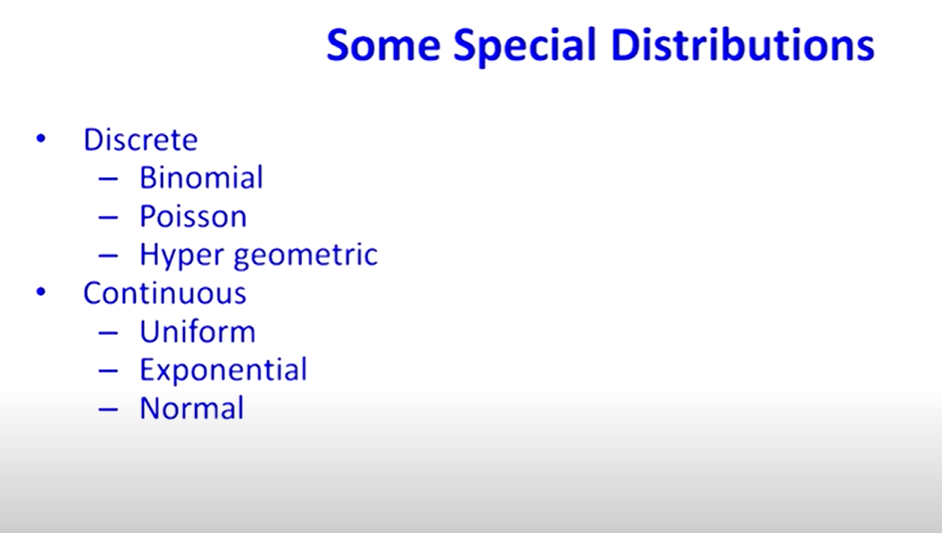 Some Special Distributions
• Discrete
– Binomial
– Poisson
– Hyper geometric
• Continuous
– Uniform
– Exponential
– Normal